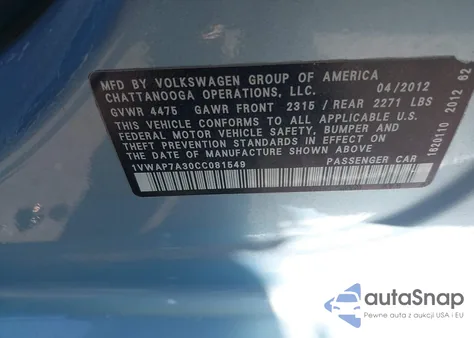 MFD BY VOLKSWAGEN GROUP OF AMERICA
CHATTANOOGA OPERATIONS, LLC. 04/2012
GVWR 4475 GAWR FRONT 2315 / REAR 2271 LBS
THIS VEHICLE CONFORMS TO ALL APPLICABLE U.S.
FEDERAL MOTOR VEHICLE SAFETY, BUMPER AND
THEFT PREVENTION STANDARDS IN EFFECT ON THE
DATE OF MANUFACTURE SHOWN ABOVE
1VWAP7A30CC081549 PASSENGER CAR
1620110 2012 62
autoSnap
Pewne auta z aukcji USA i EU